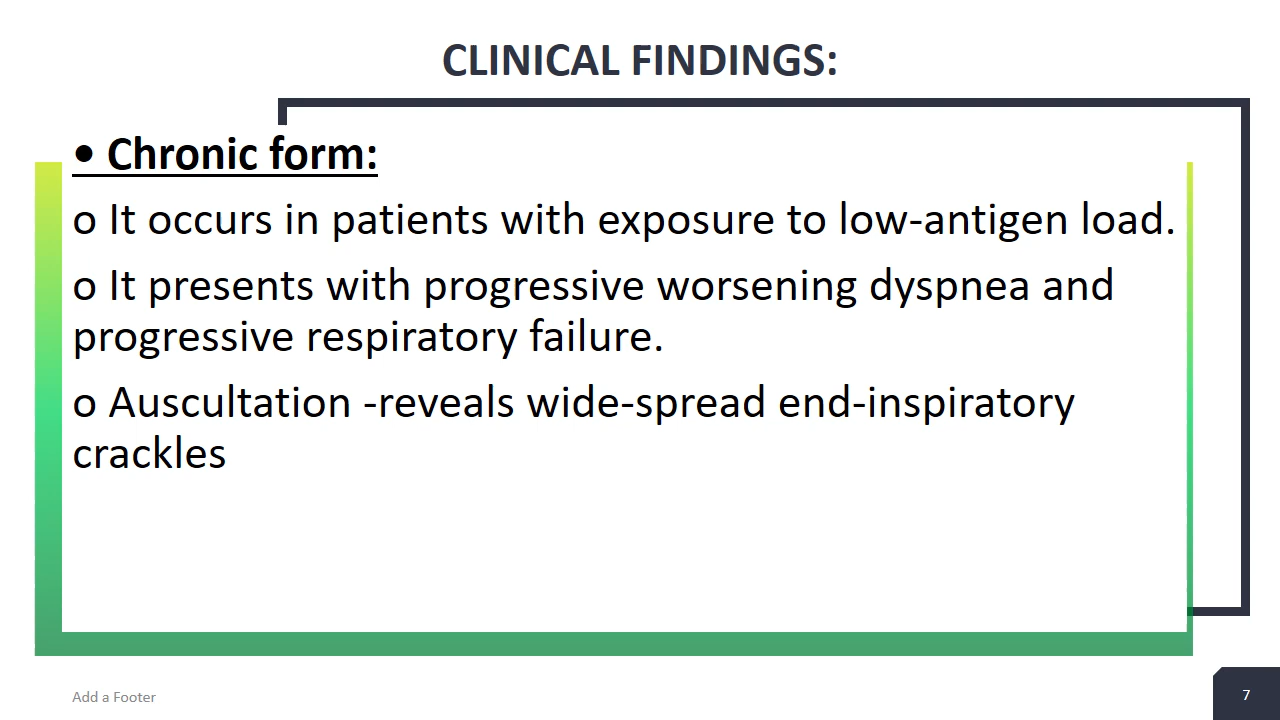 CLINICAL FINDINGS:
• Chronic form:
o It occurs in patients with exposure to low-antigen load.
o It presents with progressive worsening dyspnea and
progressive respiratory failure.
o Auscultation -reveals wide-spread end-inspiratory
crackles
Add a Footer
7